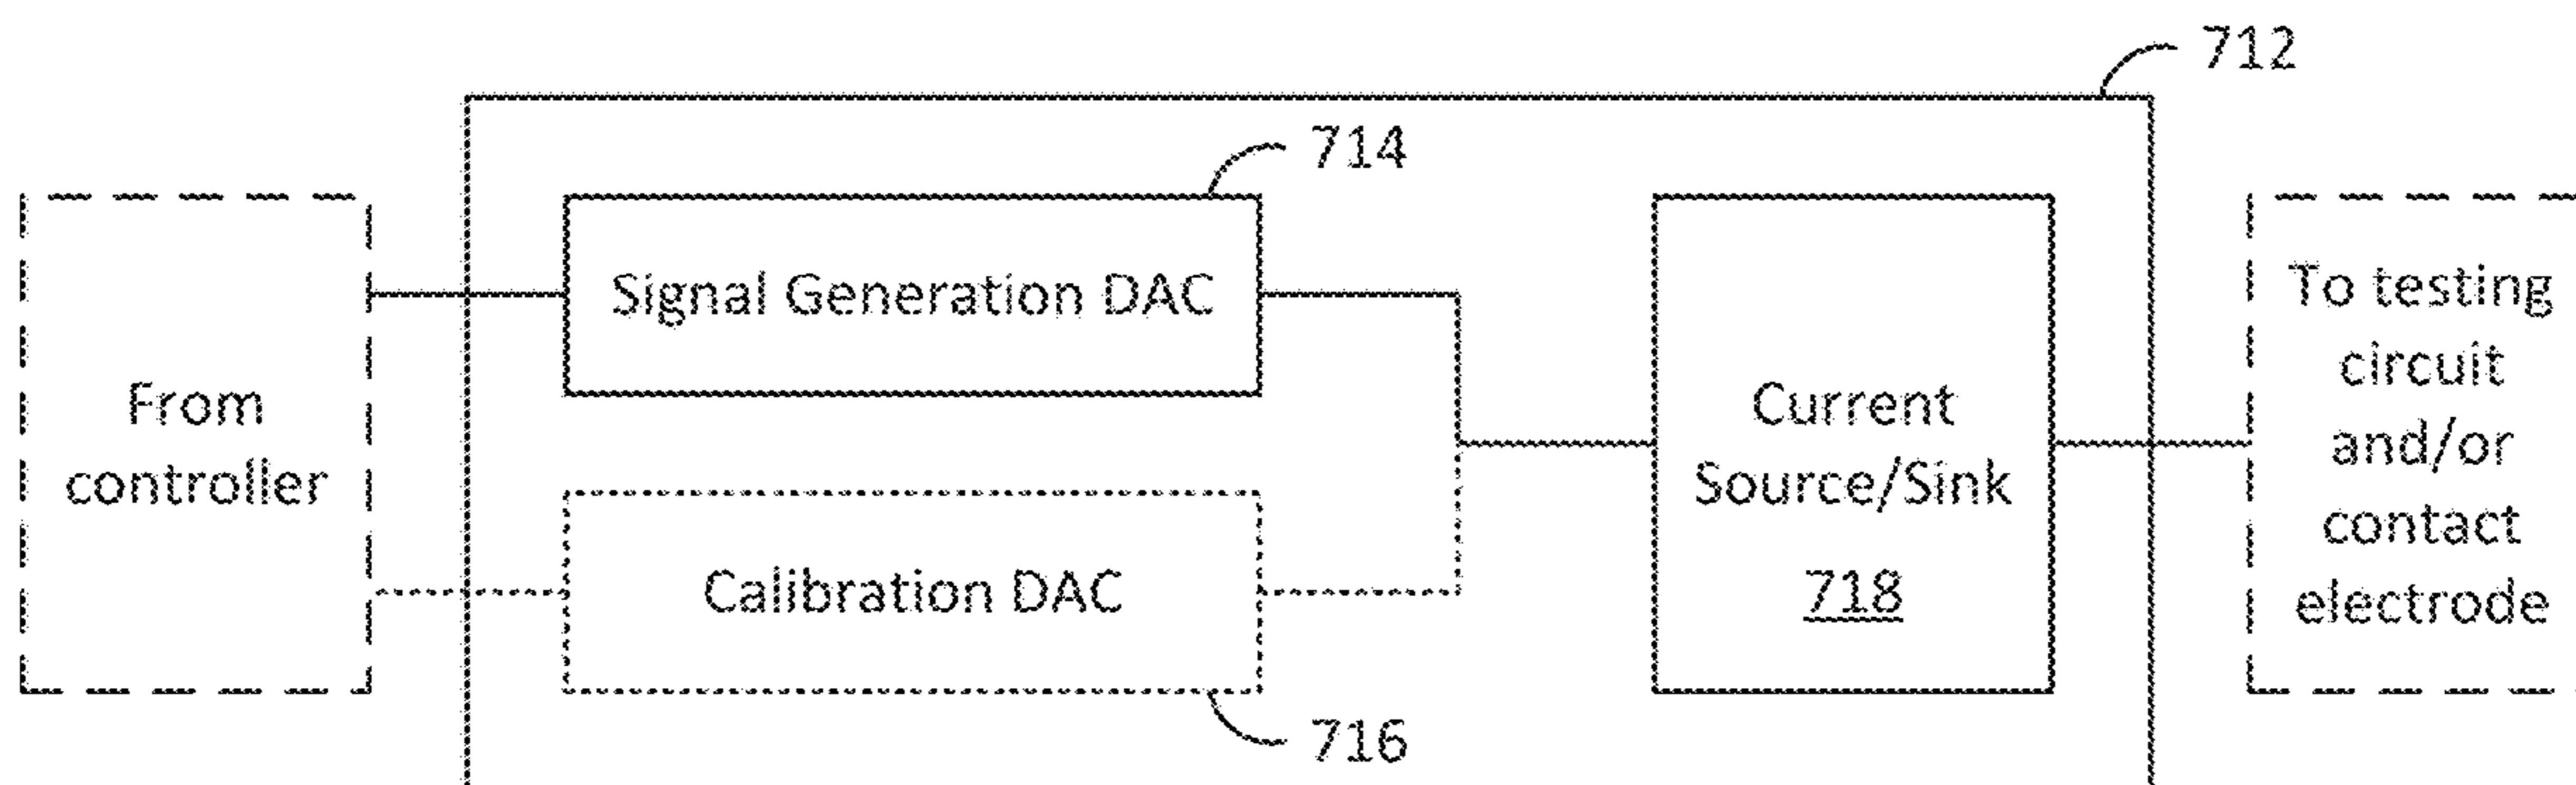 712
714
Signal Generation DAC
From
controller
Calibration DAC
716
Current
Source/Sink
718
To testing
circuit
and/or
contact
electrode